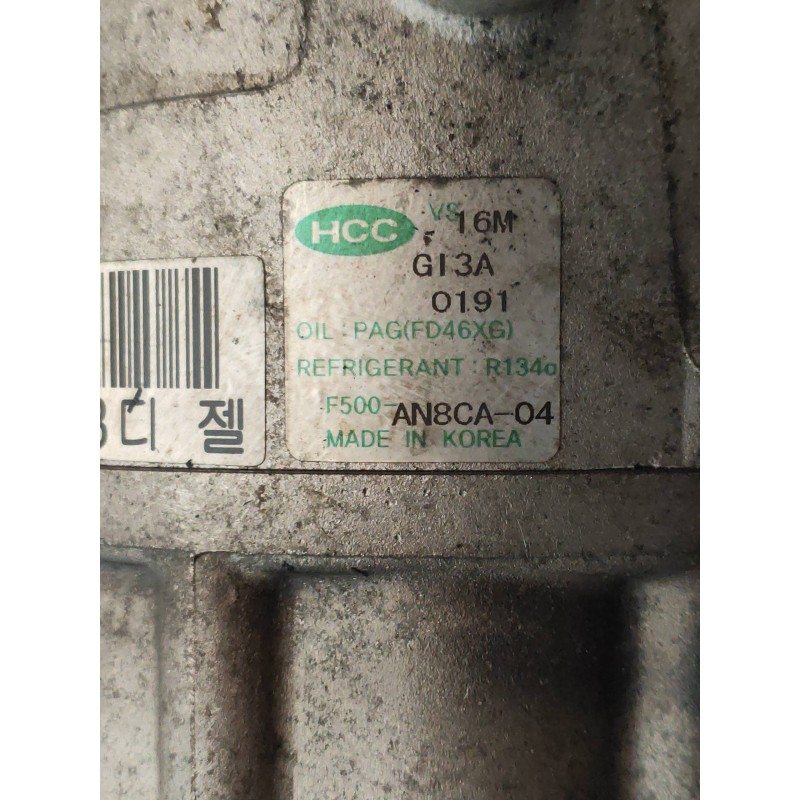 HCC VS 16M
GI3A
0191
OIL : PAG(FD46XG)
REFRIGERANT : R134a
F500-AN8CA-04
MADE IN KOREA
디젤